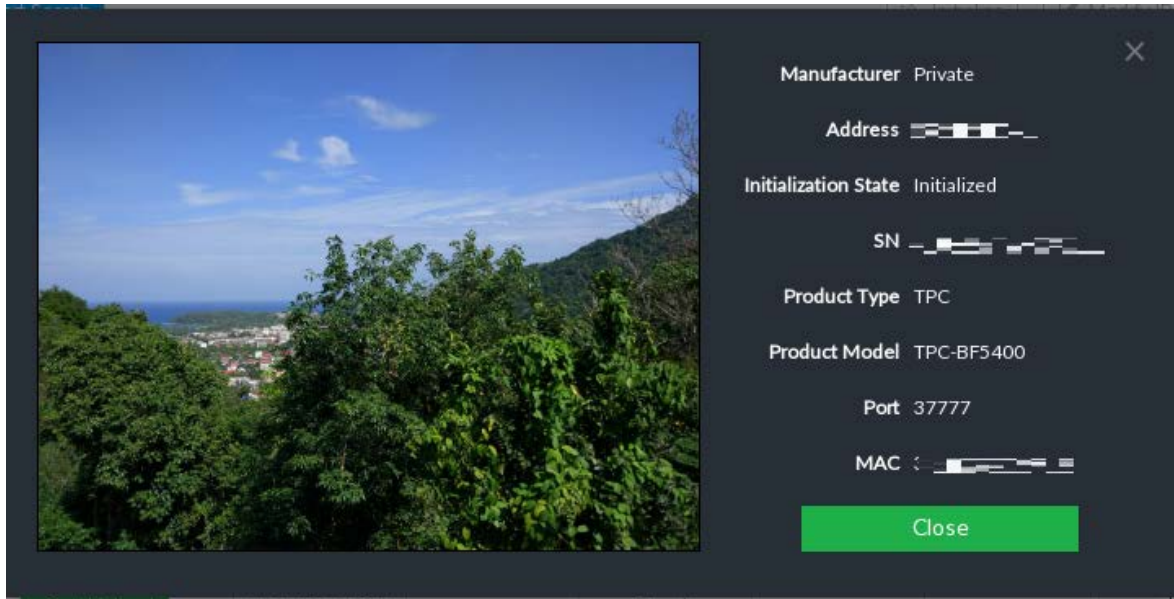 Manufacturer Private
Address
Initialization State Initialized
SN
Product Type TPC
Product Model TPC-BF5400
Port 37777
MAC
Close